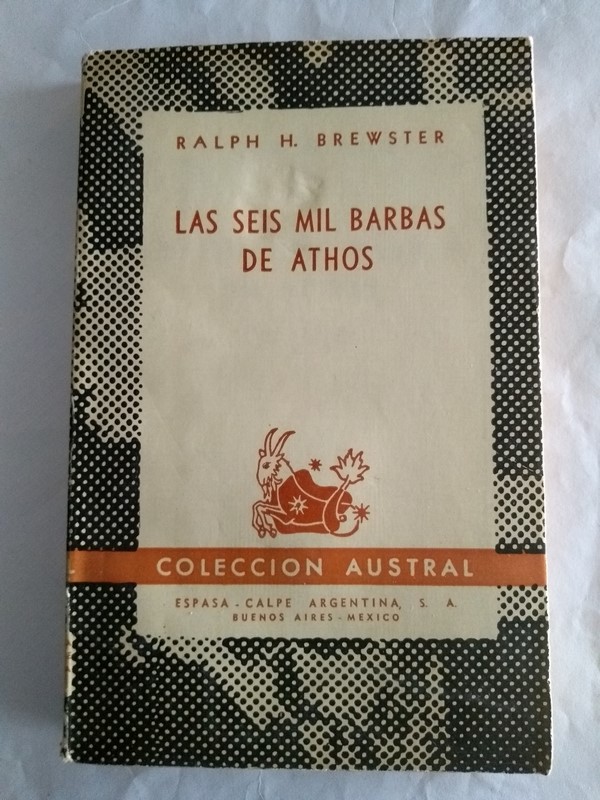 RALPH H. BREWSTER
LAS SEIS MIL BARBAS
DE ATHOS
COLECCION AUSTRAL
ESPASA - CALPE ARGENTINA, S. A.
BUENOS AIRES - MEXICO